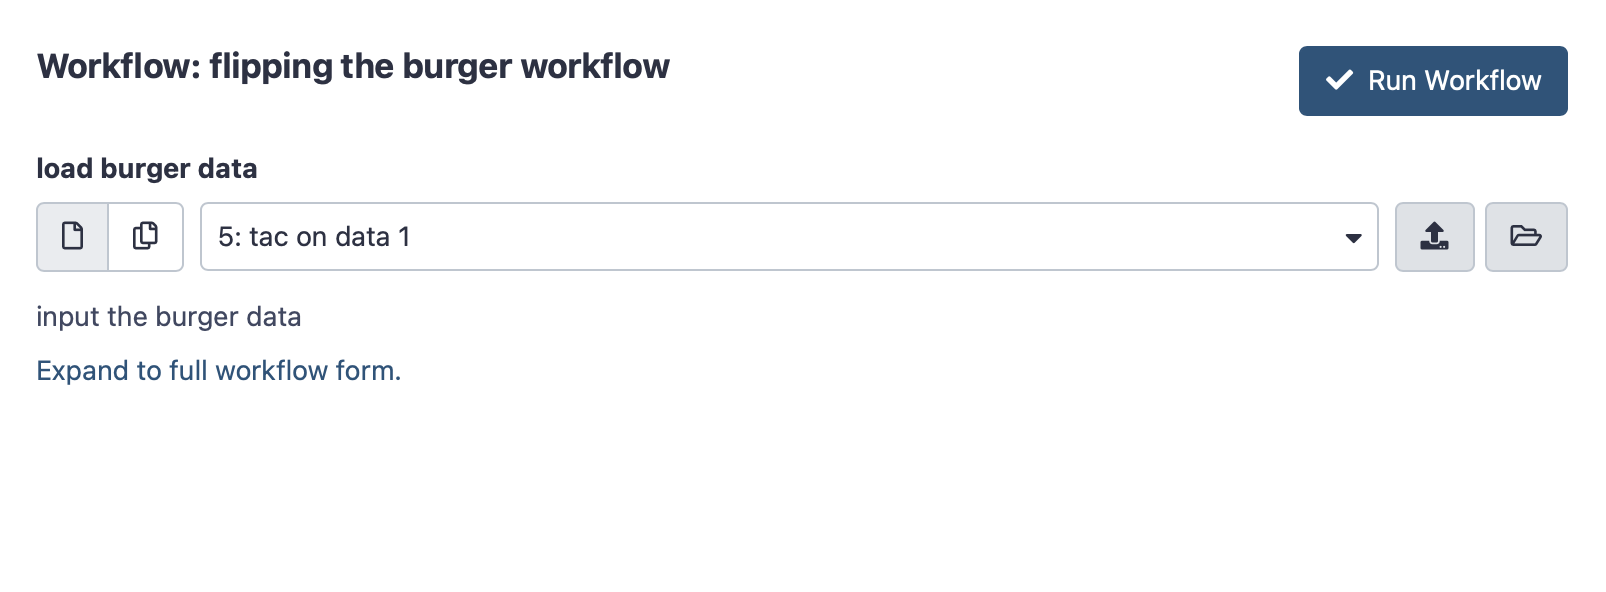 Workflow: flipping the burger workflow
Run Workflow
load burger data
5: tac on data 1
input the burger data
Expand to full workflow form.